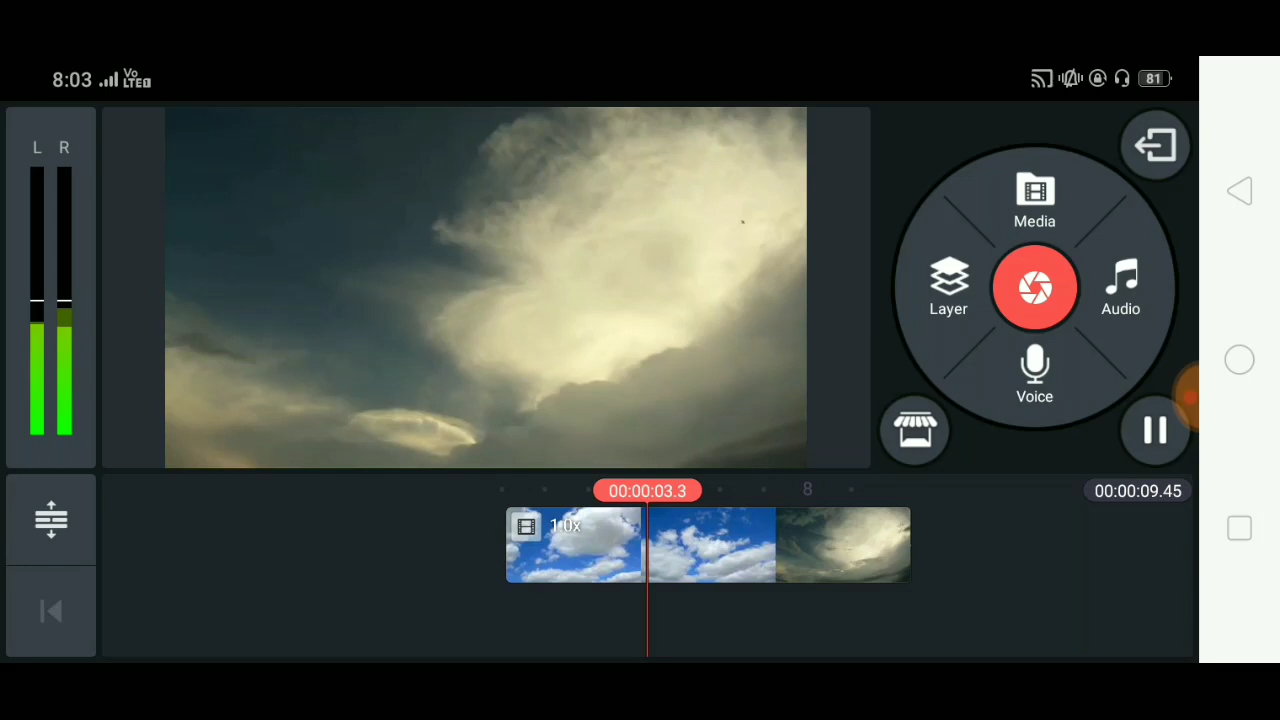 8:03 Vo LTE1 81
L R
Media
Layer
Audio
Voice
00:00:03.3 8 00:00:09.45
1.0x